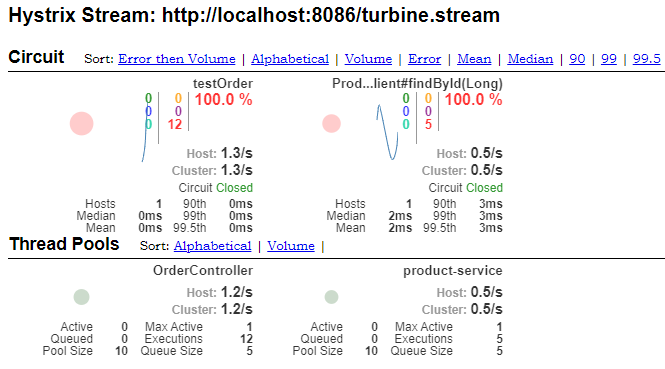 Hystrix Stream: http://localhost:8086/turbine.stream
Circuit Sort: Error then Volume | Alphabetical | Volume | Error | Mean | Median | 90 | 99 | 99.5
testOrder
0 0 100.0 %
0 0
0 12
Host: 1.3/s
Cluster: 1.3/s
Circuit Closed
Hosts 1 90th 0ms
Median 0ms 99th 0ms
Mean 0ms 99.5th 0ms
Prod...lient#findById(Long)
0 0 100.0 %
0 0
0 5
Host: 0.5/s
Cluster: 0.5/s
Circuit Closed
Hosts 1 90th 3ms
Median 2ms 99th 3ms
Mean 2ms 99.5th 3ms
Thread Pools Sort: Alphabetical | Volume |
OrderController
Host: 1.2/s
Cluster: 1.2/s
Active 0 Max Active 1
Queued 0 Executions 12
Pool Size 10 Queue Size 5
product-service
Host: 0.5/s
Cluster: 0.5/s
Active 0 Max Active 1
Queued 0 Executions 5
Pool Size 10 Queue Size 5